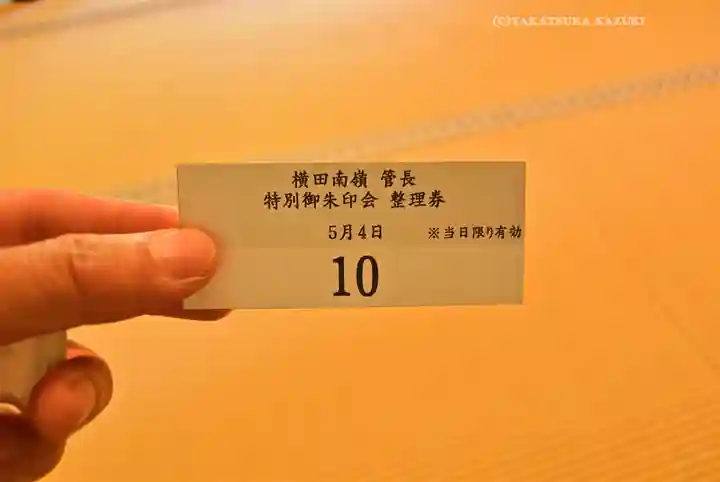 (C)TAKATSUKA KAZUKI
横田南嶺 管長
特別御朱印会 整理券
5月4日 ※当日限り有効
10